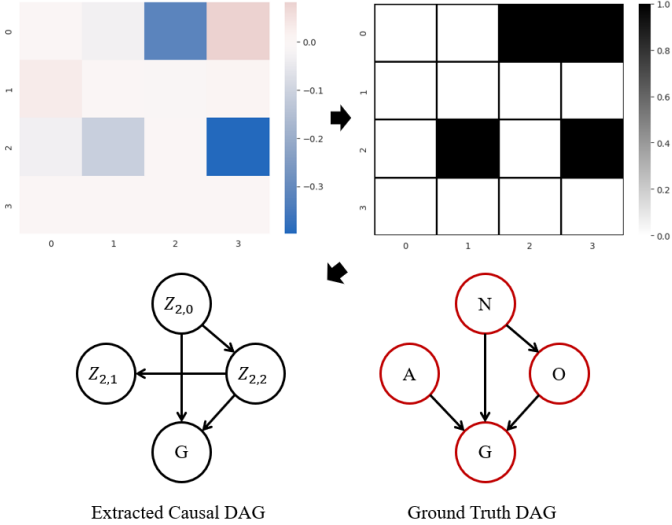 0
1
2
3
0 1 2 3
0.0
−0.1
−0.2
−0.3
0
1
2
3
0 1 2 3
1.0
0.8
0.6
0.4
0.2
0.0
Z2,0
Z2,1
Z2,2
G
N
A
O
G
Extracted Causal DAG
Ground Truth DAG